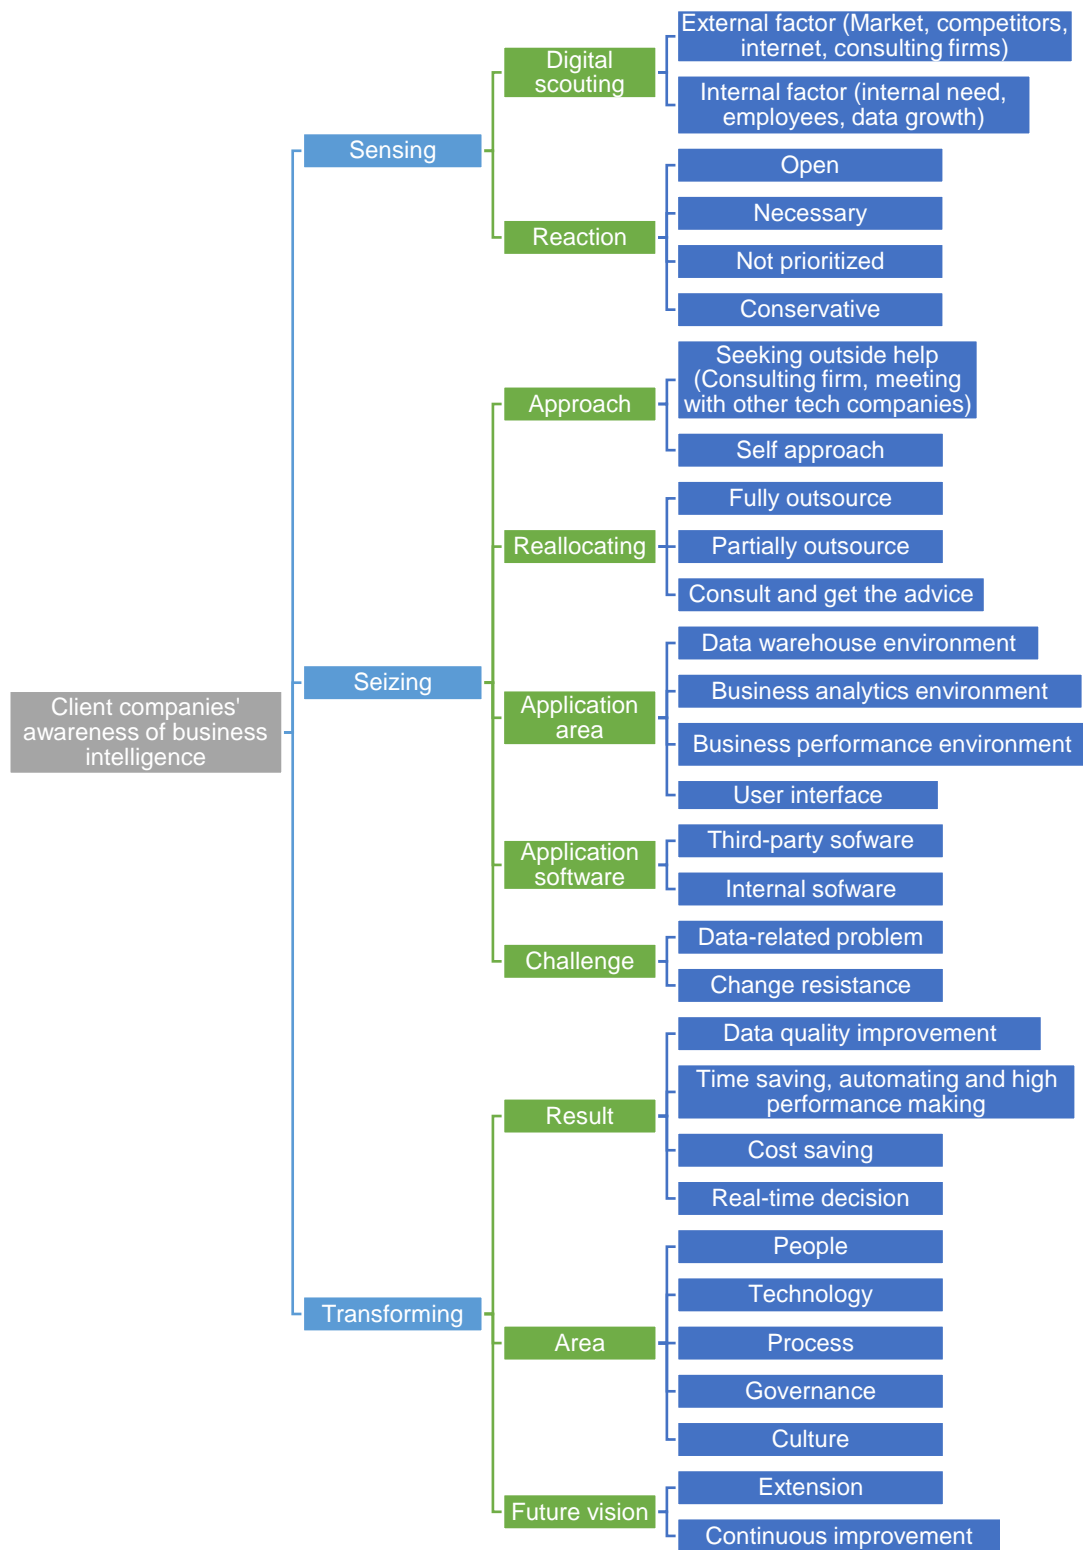 External factor (Market, competitors,
internet, consulting firms)
Digital
scouting
Internal factor (internal need,
employees, data growth)
Sensing
Open
Necessary
Reaction
Not prioritized
Conservative
Seeking outside help
(Consulting firm, meeting
with other tech companies)
Approach
Self approach
Fully outsource
Reallocating
Partially outsource
Consult and get the advice
Data warehouse environment
Seizing
Business analytics environment
Application
area
Business performance environment
User interface
Client companies'
awareness of business
intelligence
Third-party sofware
Application
software
Internal sofware
Data-related problem
Challenge
Change resistance
Data quality improvement
Time saving, automating and high
performance making
Result
Cost saving
Real-time decision
People
Technology
Transforming
Process
Area
Governance
Culture
Extension
Future vision
Continuous improvement